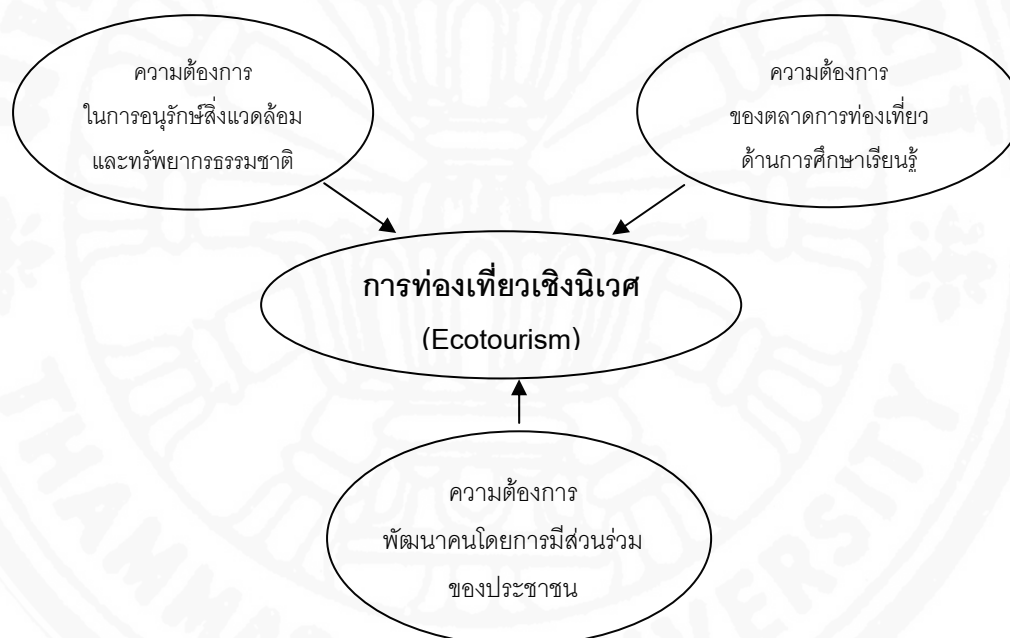 ความต้องการ
ในการอนุรักษ์สิ่งแวดล้อม
และทรัพยากรธรรมชาติ
ความต้องการ
ของตลาดการท่องเที่ยว
ด้านการศึกษาเรียนรู้
การท่องเที่ยวเชิงนิเวศ
(Ecotourism)
ความต้องการ
พัฒนาคนโดยการมีส่วนร่วม
ของประชาชน